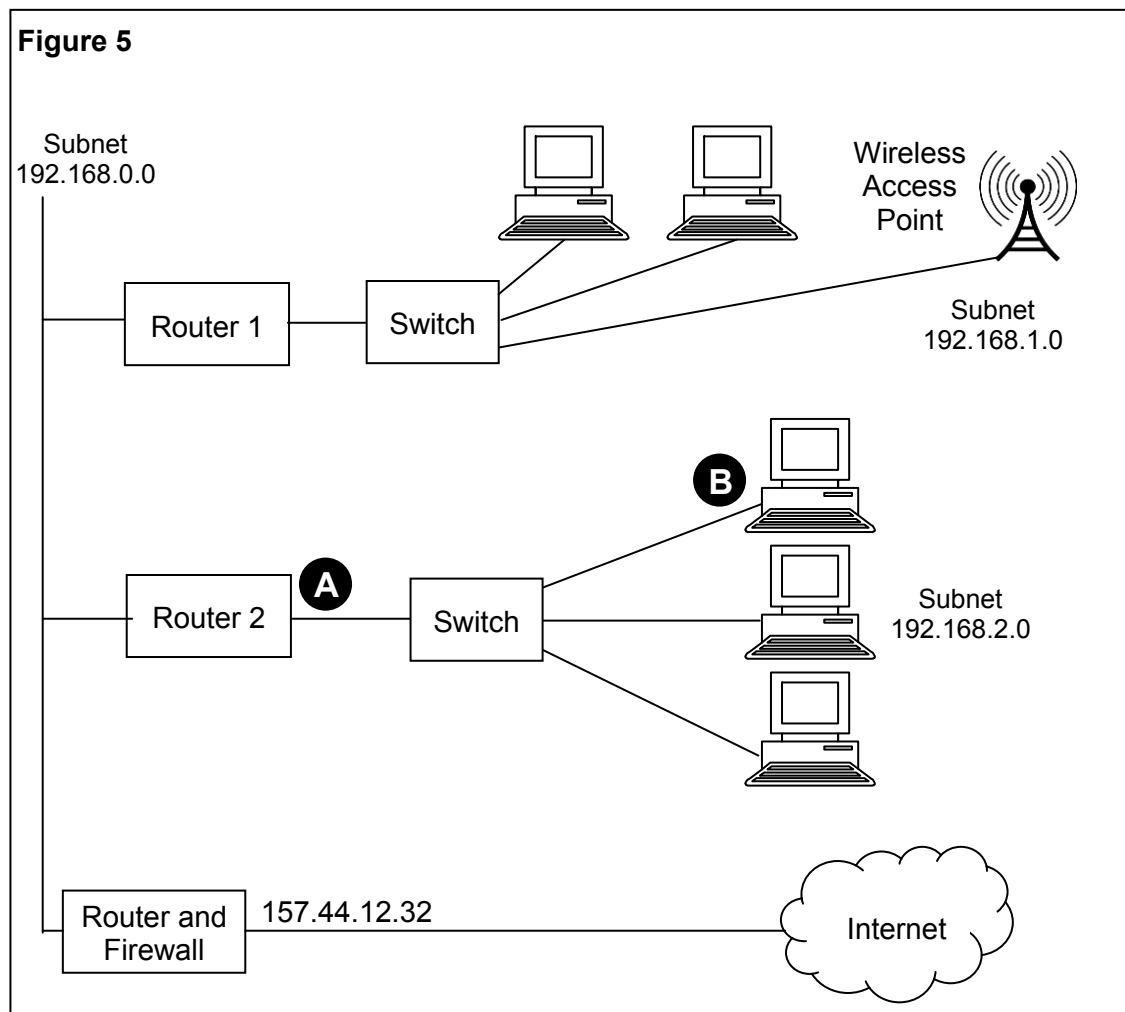 Figure 5
Subnet
192.168.0.0
Wireless
Access
Point
Router 1
Switch
Subnet
192.168.1.0
B
A
Router 2
Switch
Subnet
192.168.2.0
Router and
Firewall
157.44.12.32
Internet